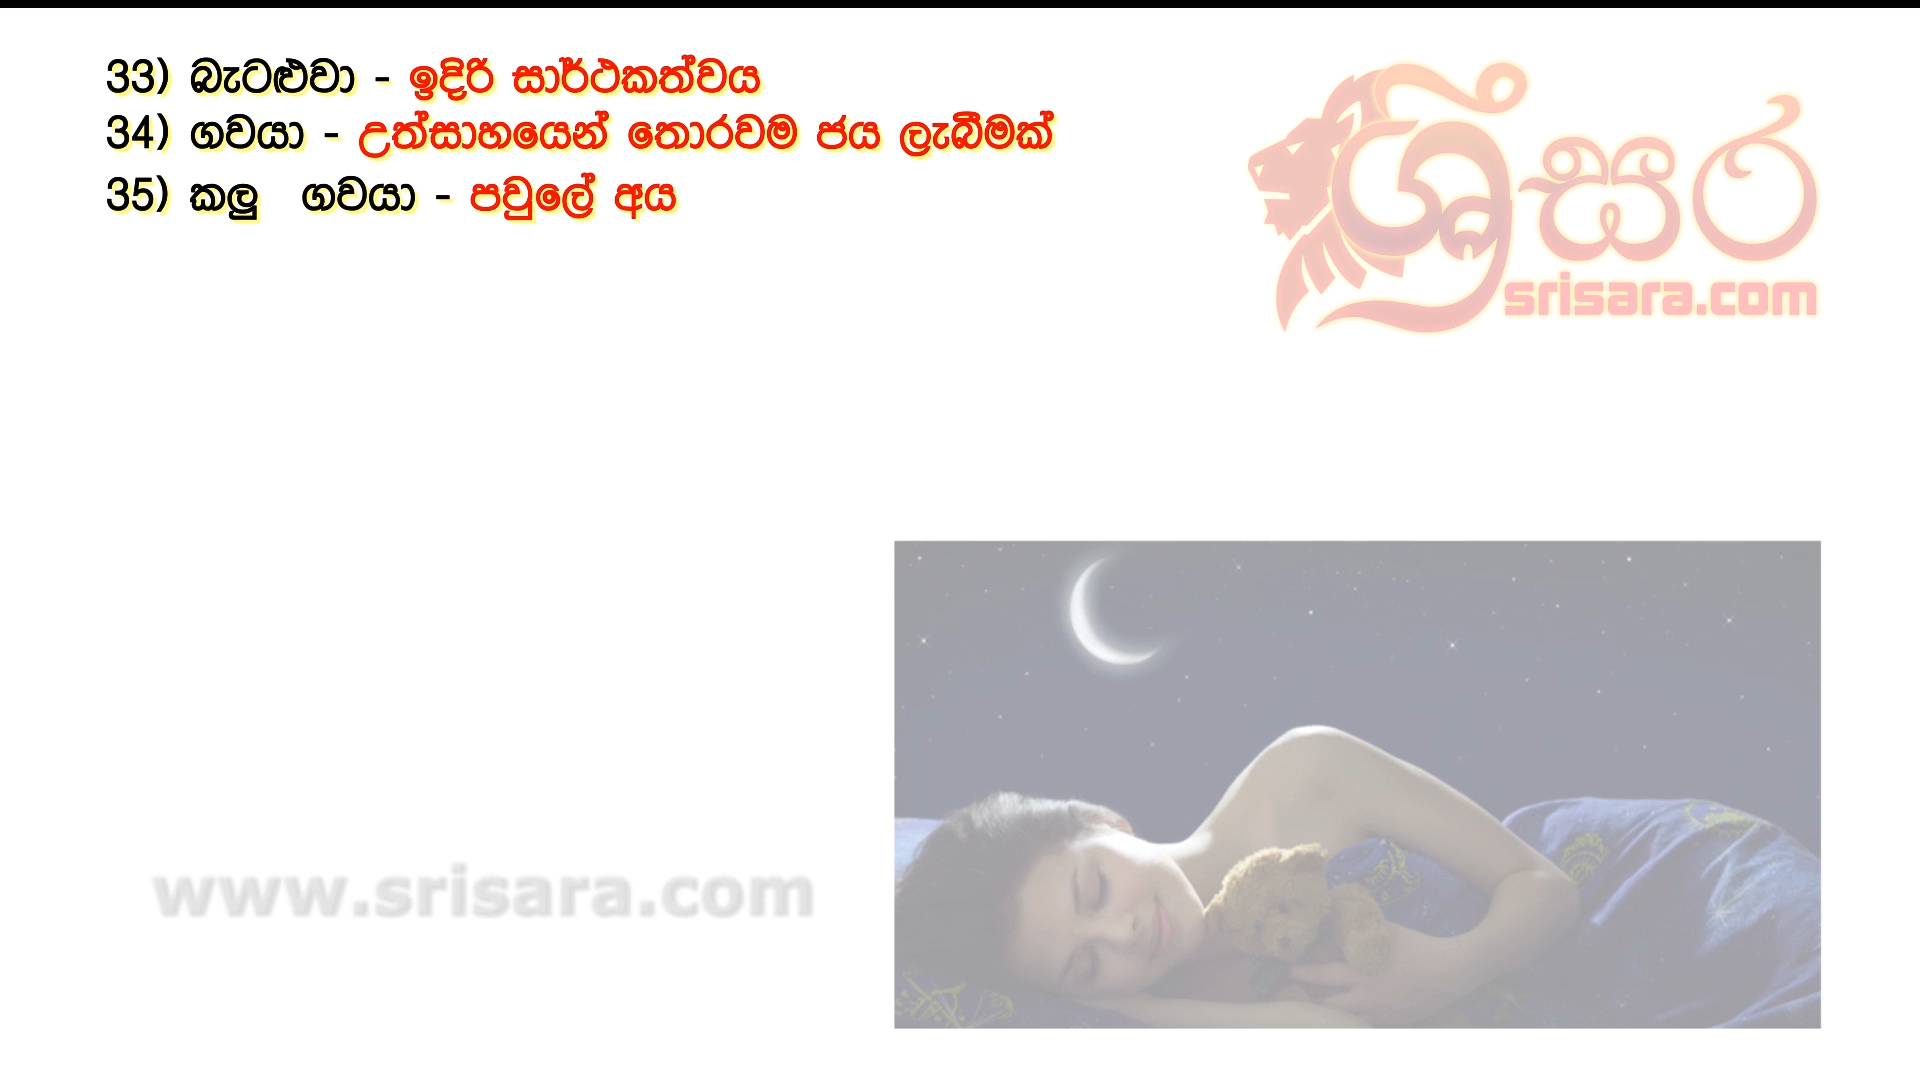 33) බැටළුවා - ඉදිරි සාර්ථකත්වය
34) ගවයා - උත්සාහයෙන් තොරවම ජය ලැබීමක්
35) කලු ගවයා - පවුලේ අය
ශ්‍රීසර
srisara.com
www.srisara.com